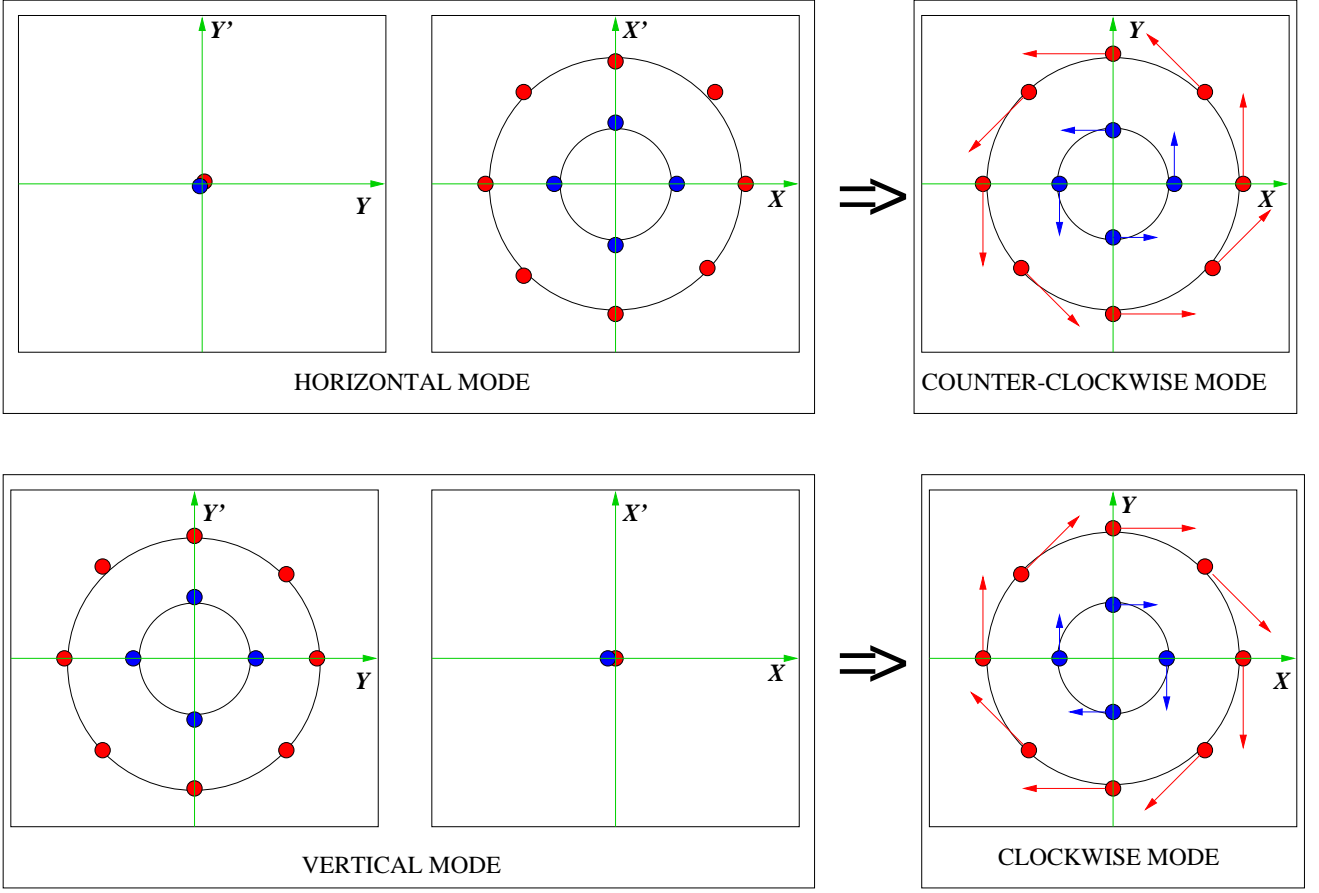 Y’
X’
Y
Y
X
X
HORIZONTAL MODE
COUNTER-CLOCKWISE MODE
Y’
X’
Y
Y
X
X
VERTICAL MODE
CLOCKWISE MODE